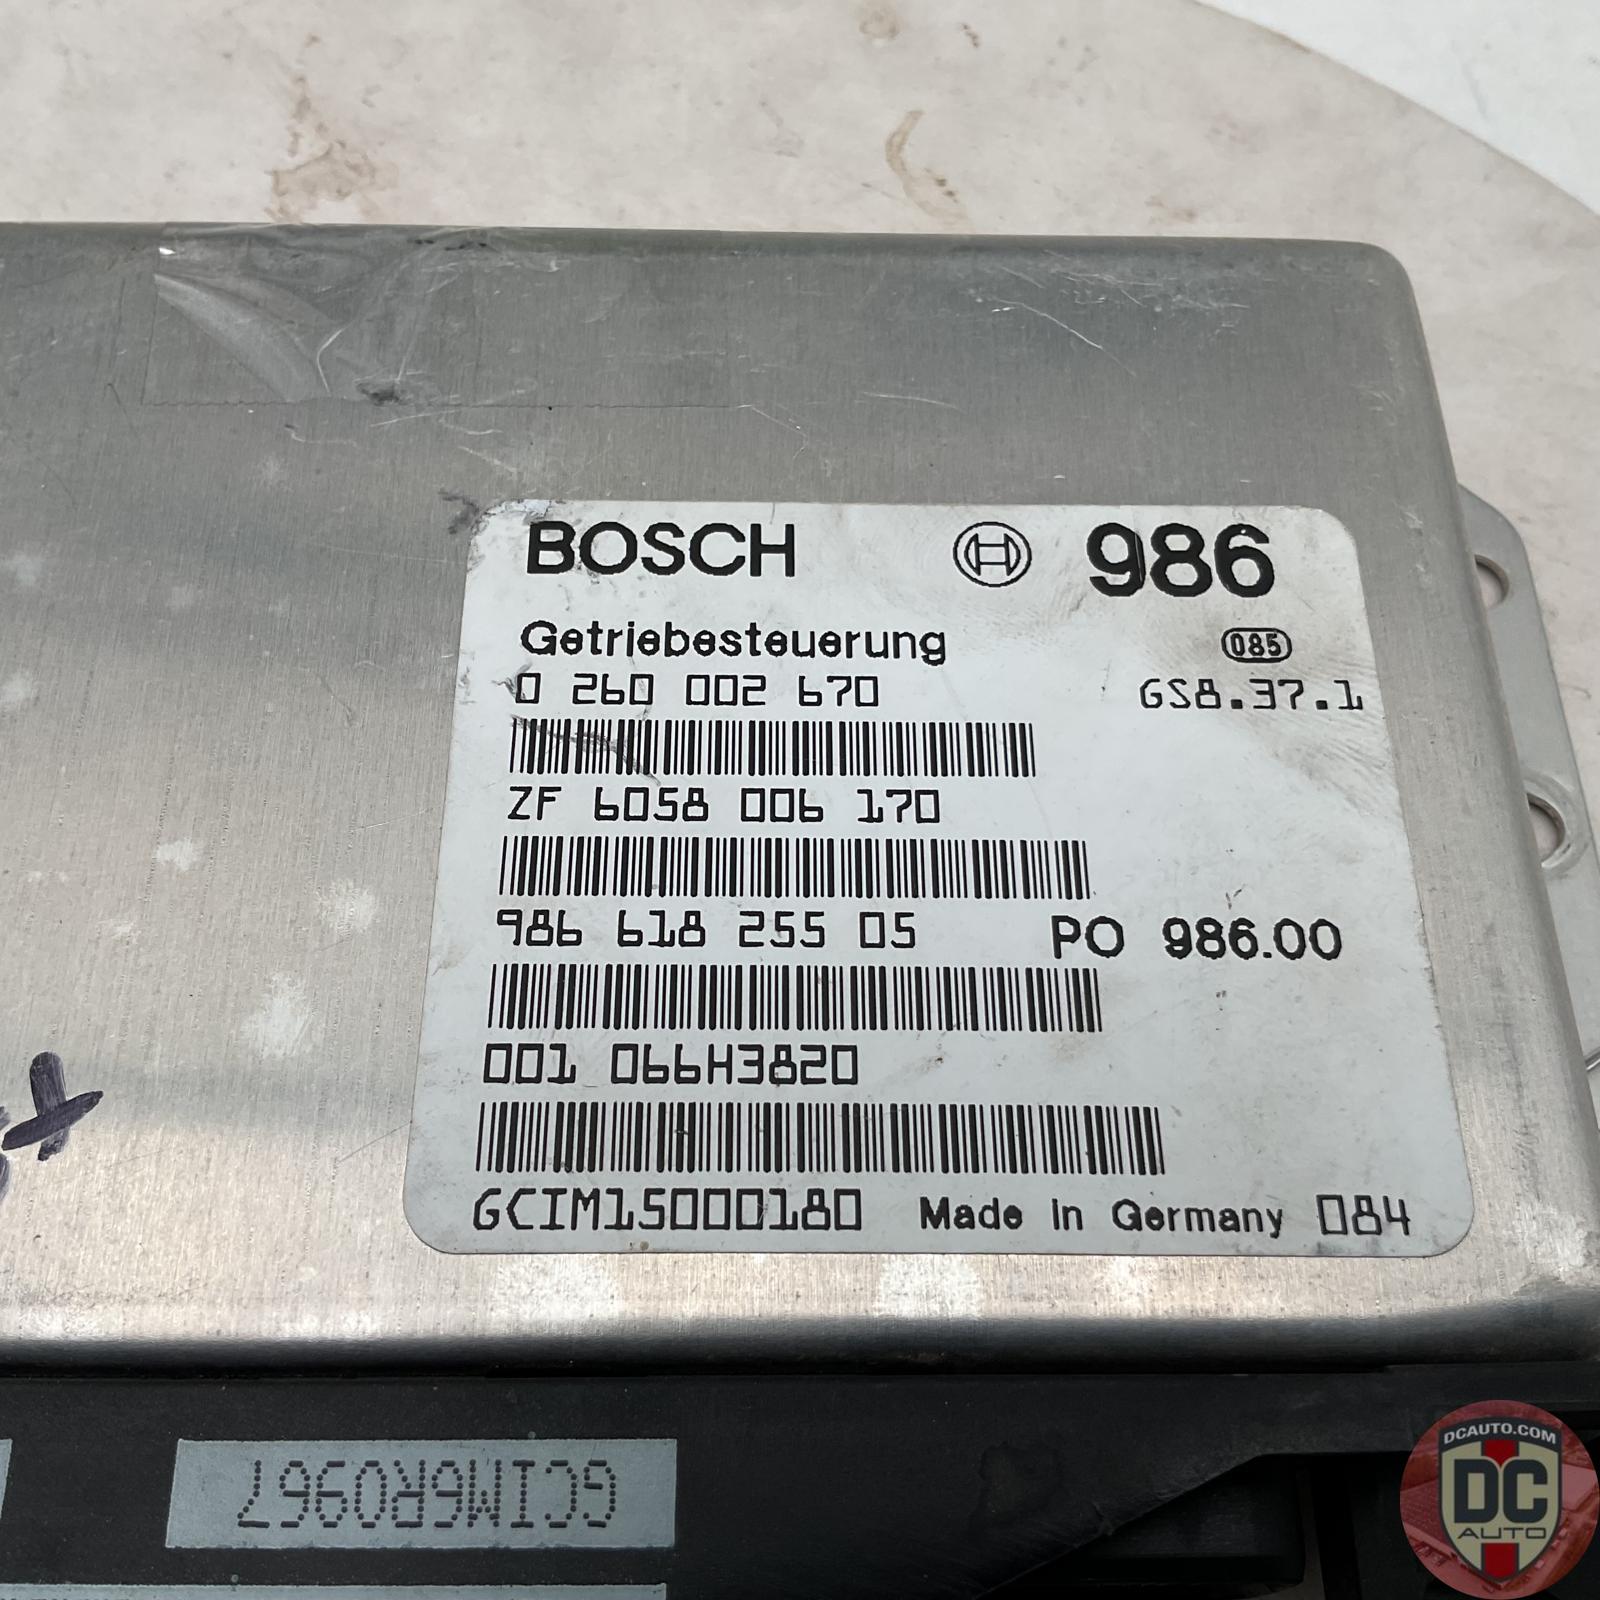 BOSCH 986
Getriebesteuerung 085
0 260 002 670 GS8.37.1
ZF 6058 006 170
986 618 255 05 PO 986.00
001 066H3820
GCIM15000180 Made in Germany 084
GCIM6R0967
DCAUTO.COM
DC
AUTO